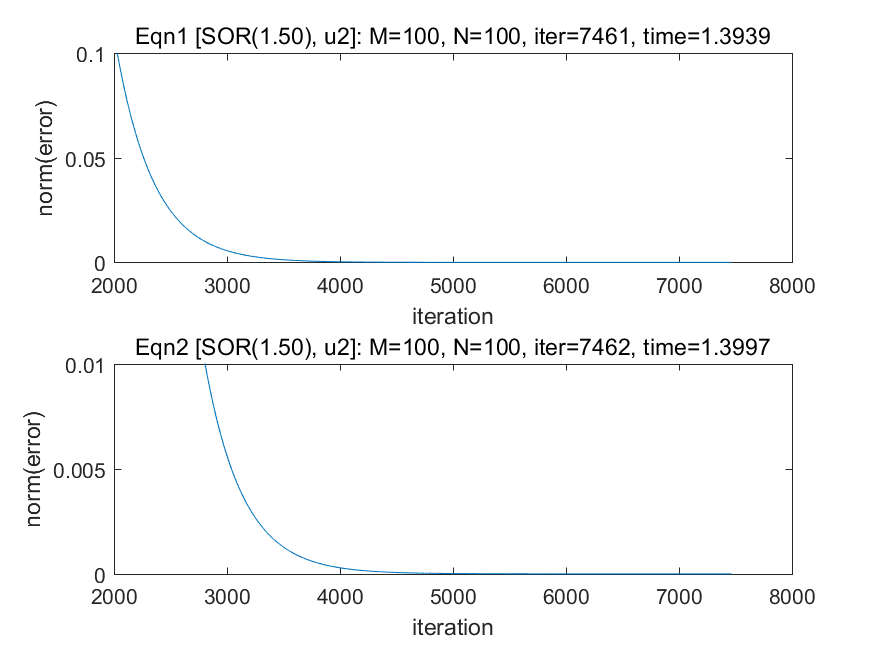 Eqn1 [SOR(1.50), u2]: M=100, N=100, iter=7461, time=1.3939
0.1
0.05
0
norm(error)
2000 3000 4000 5000 6000 7000 8000
iteration
Eqn2 [SOR(1.50), u2]: M=100, N=100, iter=7462, time=1.3997
0.01
0.005
0
norm(error)
2000 3000 4000 5000 6000 7000 8000
iteration